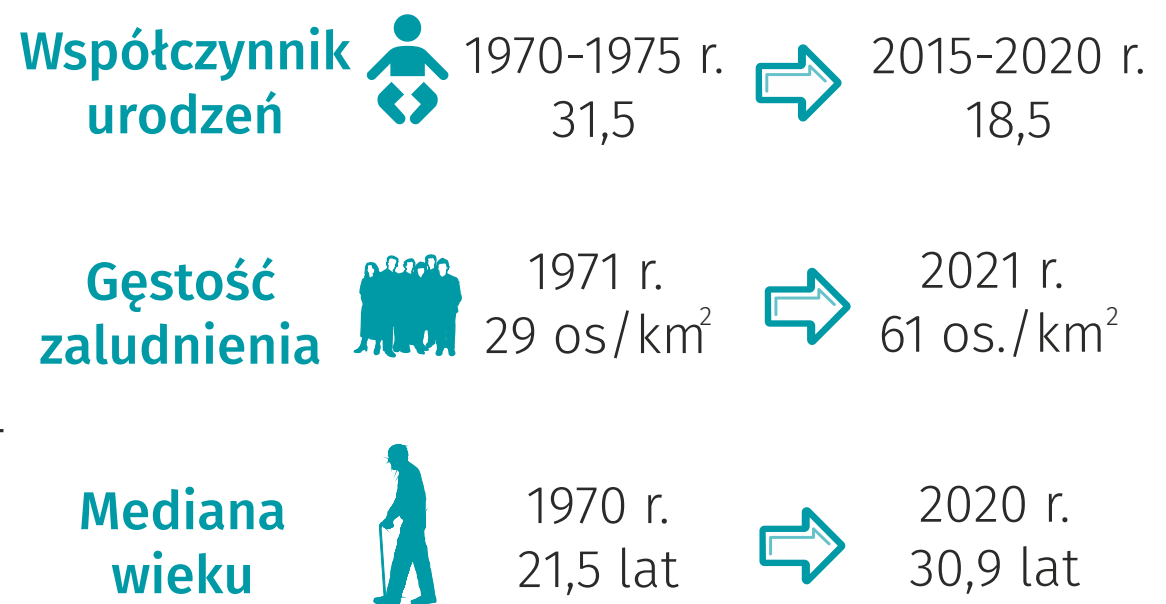 Współczynnik
urodzeń
1970-1975 r.
31,5
2015-2020 r.
18,5
Gęstość
zaludnienia
1971 r.
29 os/km²
2021 r.
61 os./km²
Mediana
wieku
1970 r.
21,5 lat
2020 r.
30,9 lat